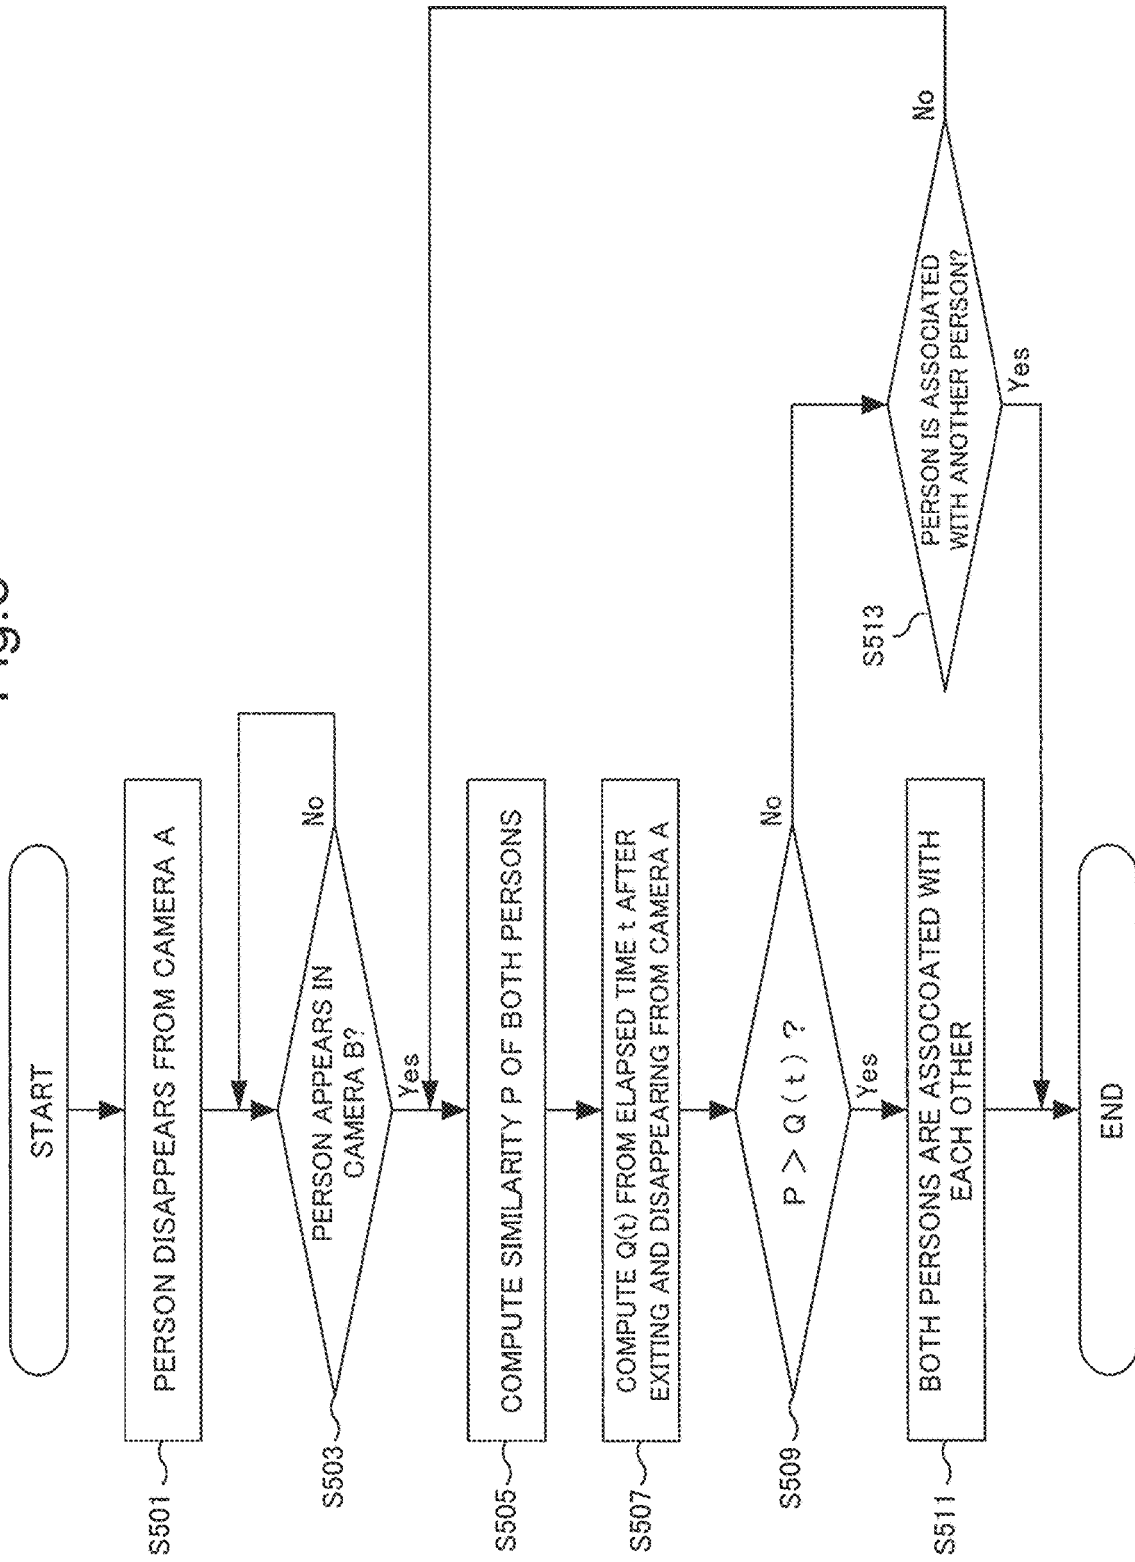 START
S501
PERSON DISAPPEARS FROM CAMERA A
S503
PERSON APPEARS IN
CAMERA B?
No
Yes
S505
COMPUTE SIMILARITY P OF BOTH PERSONS
S507
COMPUTE Q(t) FROM ELAPSED TIME t AFTER
EXITING AND DISAPPEARING FROM CAMERA A
S509
P > Q ( t ) ?
No
Yes
S511
BOTH PERSONS ARE ASSOCOATED WITH
EACH OTHER
S513
PERSON IS ASSOCIATED
WITH ANOTHER PERSON?
No
Yes
END